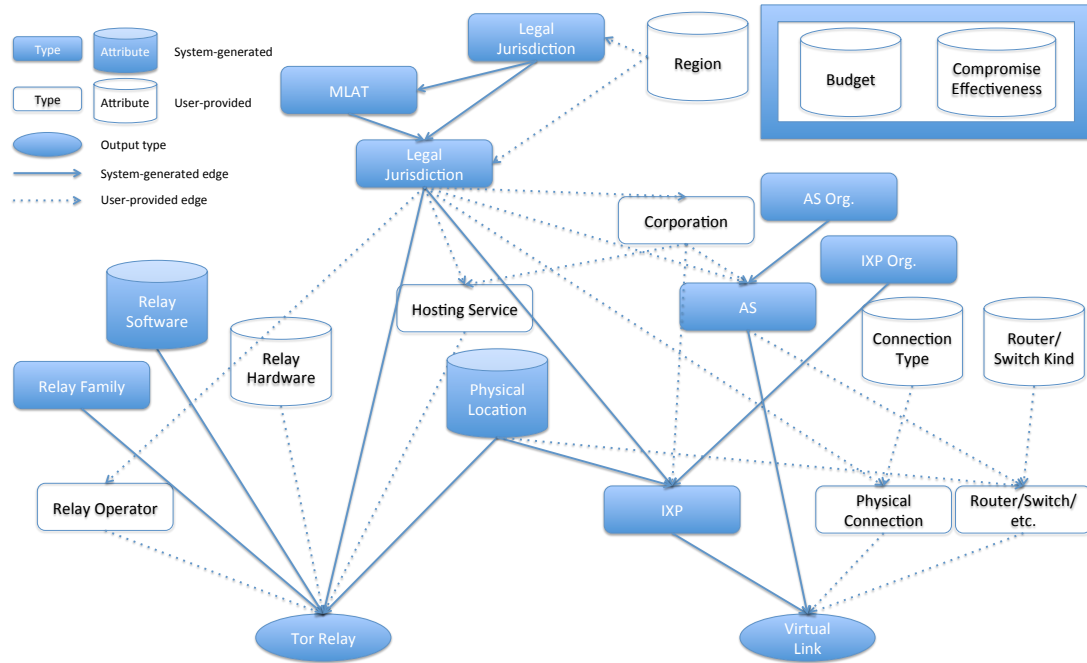 Type
Attribute
System-generated
Type
Attribute
User-provided
Output type
System-generated edge
User-provided edge
Legal
Jurisdiction
MLAT
Region
Budget
Compromise
Effectiveness
Legal
Jurisdiction
Corporation
AS Org.
IXP Org.
Relay
Software
Hosting Service
AS
Connection
Type
Router/
Switch Kind
Relay
Hardware
Relay Family
Physical
Location
Relay Operator
IXP
Physical
Connection
Router/Switch/
etc.
Tor Relay
Virtual
Link